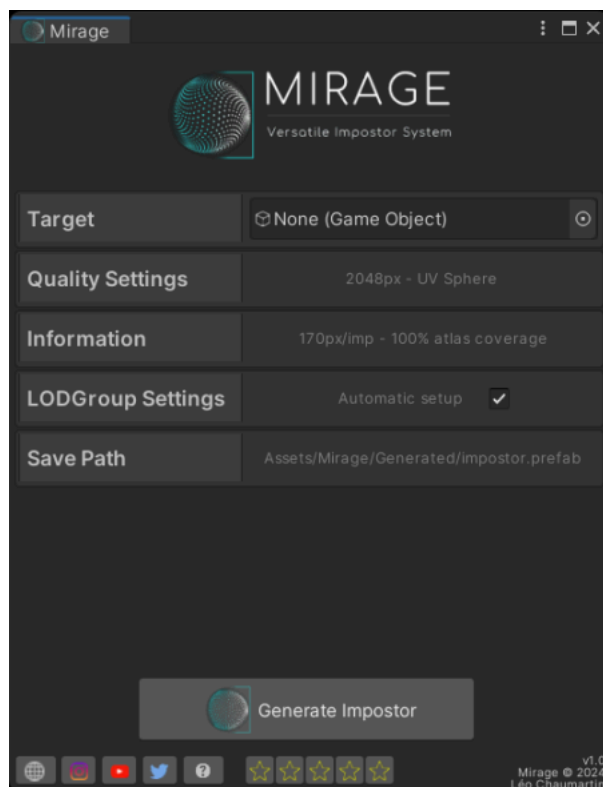 Mirage
MIRAGE
Versatile Impostor System
Target
None (Game Object)
Quality Settings
2048px - UV Sphere
Information
170px/imp - 100% atlas coverage
LODGroup Settings
Automatic setup
Save Path
Assets/Mirage/Generated/impostor.prefab
Generate Impostor
?
v1.0
Mirage © 2024
Léo Chaumartin